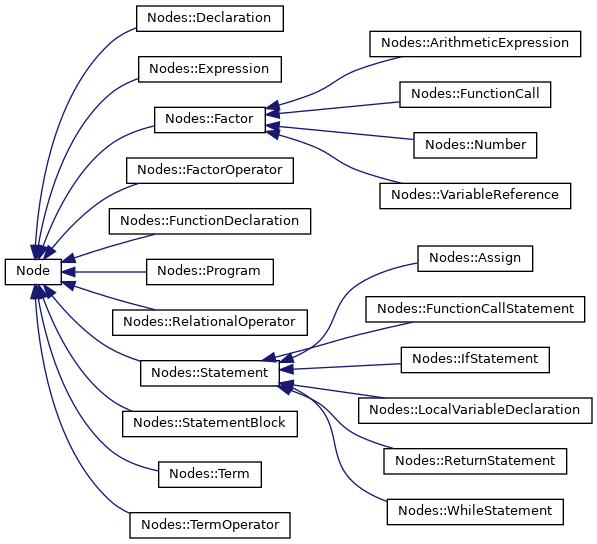 Nodes::Declaration
Nodes::ArithmeticExpression
Nodes::Expression
Nodes::FunctionCall
Nodes::Factor
Nodes::Number
Nodes::FactorOperator
Nodes::VariableReference
Nodes::FunctionDeclaration
Nodes::Assign
Node
Nodes::Program
Nodes::FunctionCallStatement
Nodes::RelationalOperator
Nodes::IfStatement
Nodes::Statement
Nodes::LocalVariableDeclaration
Nodes::StatementBlock
Nodes::ReturnStatement
Nodes::Term
Nodes::WhileStatement
Nodes::TermOperator